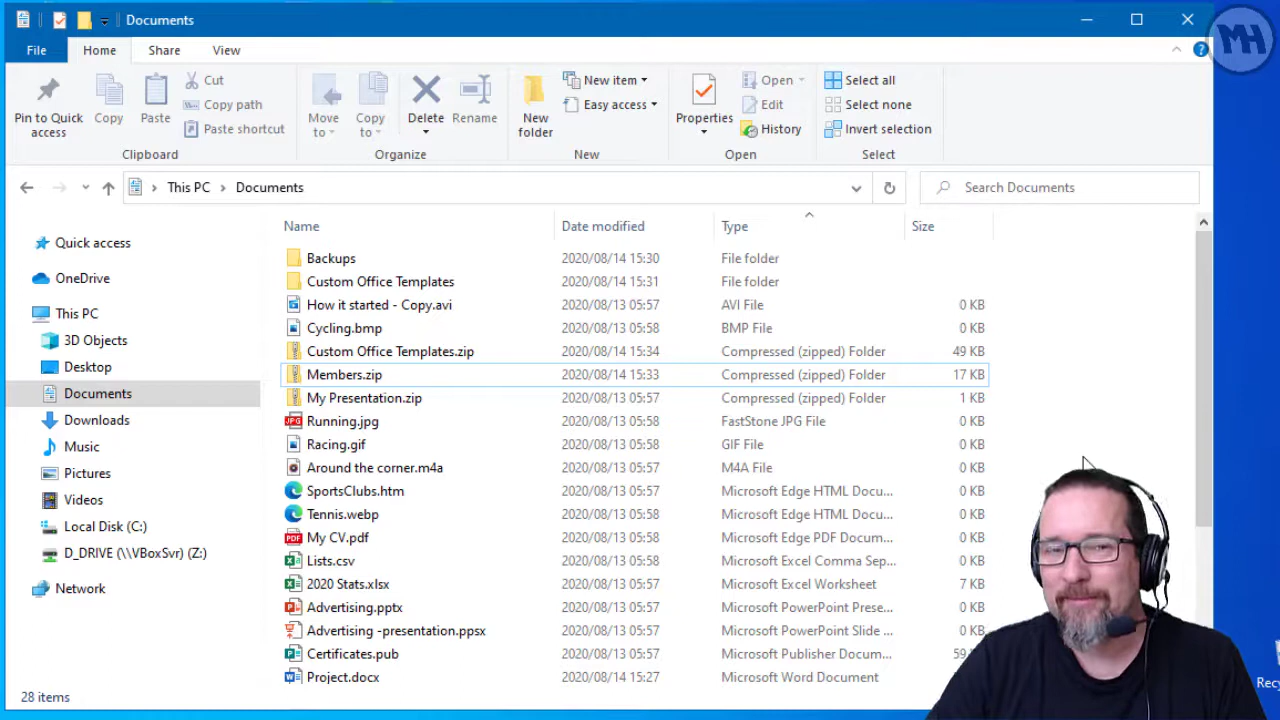 Documents
MH
File Home Share View
Pin to Quick access
Copy
Paste
Cut
Copy path
Paste shortcut
Clipboard
Move to
Copy to
Delete
Rename
Organize
New folder
New item
Easy access
New
Properties
Open
Edit
History
Open
Select all
Select none
Invert selection
Select
This PC > Documents
Search Documents
Quick access
OneDrive
This PC
3D Objects
Desktop
Documents
Downloads
Music
Pictures
Videos
Local Disk (C:)
D_DRIVE (\\VBoxSvr) (Z:)
Network
Name Date modified Type Size
Backups 2020/08/14 15:30 File folder
Custom Office Templates 2020/08/14 15:31 File folder
How it started - Copy.avi 2020/08/13 05:57 AVI File 0 KB
Cycling.bmp 2020/08/13 05:58 BMP File 0 KB
Custom Office Templates.zip 2020/08/14 15:34 Compressed (zipped) Folder 49 KB
Members.zip 2020/08/14 15:33 Compressed (zipped) Folder 17 KB
My Presentation.zip 2020/08/13 05:57 Compressed (zipped) Folder 1 KB
Running.jpg 2020/08/13 05:58 FastStone JPG File 0 KB
Racing.gif 2020/08/13 05:58 GIF File 0 KB
Around the corner.m4a 2020/08/13 05:57 M4A File 0 KB
SportsClubs.htm 2020/08/13 05:57 Microsoft Edge HTML Docu... 0 KB
Tennis.webp 2020/08/13 05:58 Microsoft Edge HTML Docu... 0 KB
My CV.pdf 2020/08/13 05:58 Microsoft Edge PDF Docum... 0 KB
Lists.csv 2020/08/13 05:57 Microsoft Excel Comma Sep... 0 KB
2020 Stats.xlsx 2020/08/13 05:57 Microsoft Excel Worksheet 7 KB
Advertising.pptx 2020/08/13 05:57 Microsoft PowerPoint Prese... 0 KB
Advertising -presentation.ppsx 2020/08/13 05:57 Microsoft PowerPoint Slide ... 0 KB
Certificates.pub 2020/08/13 05:57 Microsoft Publisher Docum... 59
Project.docx 2020/08/14 15:27 Microsoft Word Document
28 items
Recy